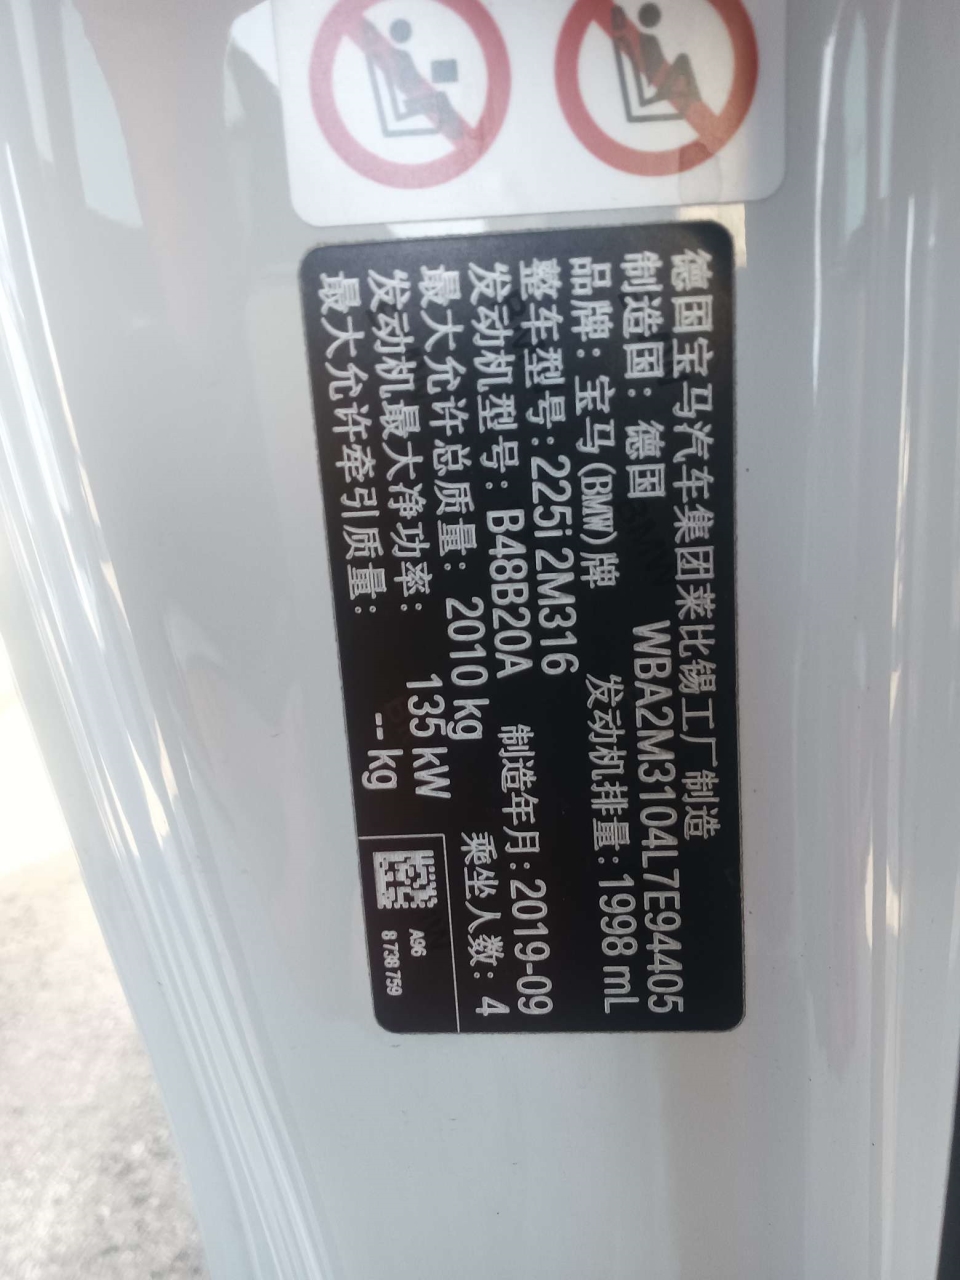 德国宝马汽车集团莱比锡工厂制造
制造国：德国 WBA2M3104L7E94405
品牌：宝马(BMW)牌 发动机排量：1998 mL
整车型号：225i 2M316
发动机型号：B48B20A 制造年月：2019-09
最大允许总质量：2010 kg 乘坐人数：4
发动机最大净功率：135 kW
最大允许牵引质量：-- kg
A96
8 738 759